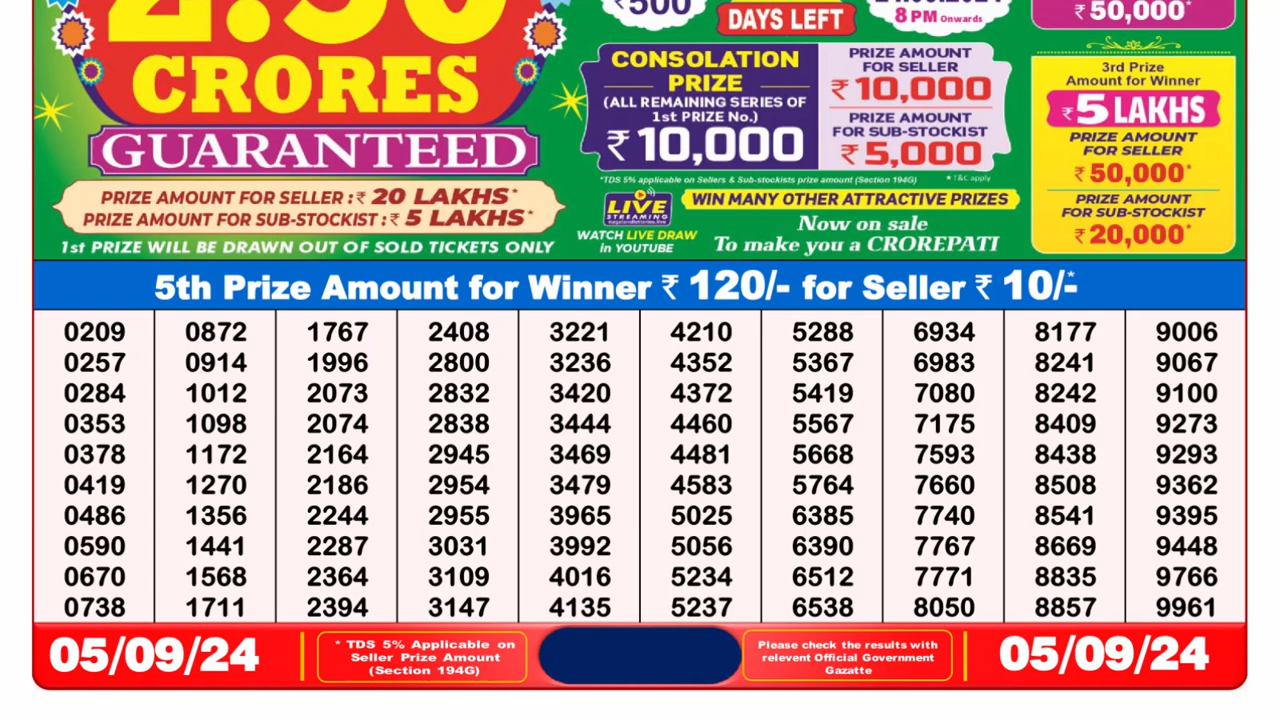 2.50
CRORES
GUARANTEED
PRIZE AMOUNT FOR SELLER : ₹ 20 LAKHS*
PRIZE AMOUNT FOR SUB-STOCKIST : ₹ 5 LAKHS*
1st PRIZE WILL BE DRAWN OUT OF SOLD TICKETS ONLY
₹500
DAYS LEFT
8 PM Onwards
₹ 50,000*
CONSOLATION
PRIZE
(ALL REMAINING SERIES OF
1st PRIZE No.)
₹ 10,000
PRIZE AMOUNT
FOR SELLER
₹ 10,000
PRIZE AMOUNT
FOR SUB-STOCKIST
₹ 5,000
*TDS 5% applicable on Sellers & Sub-stockists prize amount (Section 194G)
* T&C apply
LIVE
STREAMING
WATCH LIVE DRAW
in YOUTUBE
WIN MANY OTHER ATTRACTIVE PRIZES
Now on sale
To make you a CROREPATI
3rd Prize
Amount for Winner
₹ 5 LAKHS
PRIZE AMOUNT
FOR SELLER
₹ 50,000*
PRIZE AMOUNT
FOR SUB-STOCKIST
₹ 20,000*
5th Prize Amount for Winner ₹ 120/- for Seller ₹ 10/-*
0209 0872 1767 2408 3221 4210 5288 6934 8177 9006
0257 0914 1996 2800 3236 4352 5367 6983 8241 9067
0284 1012 2073 2832 3420 4372 5419 7080 8242 9100
0353 1098 2074 2838 3444 4460 5567 7175 8409 9273
0378 1172 2164 2945 3469 4481 5668 7593 8438 9293
0419 1270 2186 2954 3479 4583 5764 7660 8508 9362
0486 1356 2244 2955 3965 5025 6385 7740 8541 9395
0590 1441 2287 3031 3992 5056 6390 7767 8669 9448
0670 1568 2364 3109 4016 5234 6512 7771 8835 9766
0738 1711 2394 3147 4135 5237 6538 8050 8857 9961
05/09/24
* TDS 5% Applicable on
Seller Prize Amount
(Section 194G)
Please check the results with
relevent Official Government
Gazatte
05/09/24